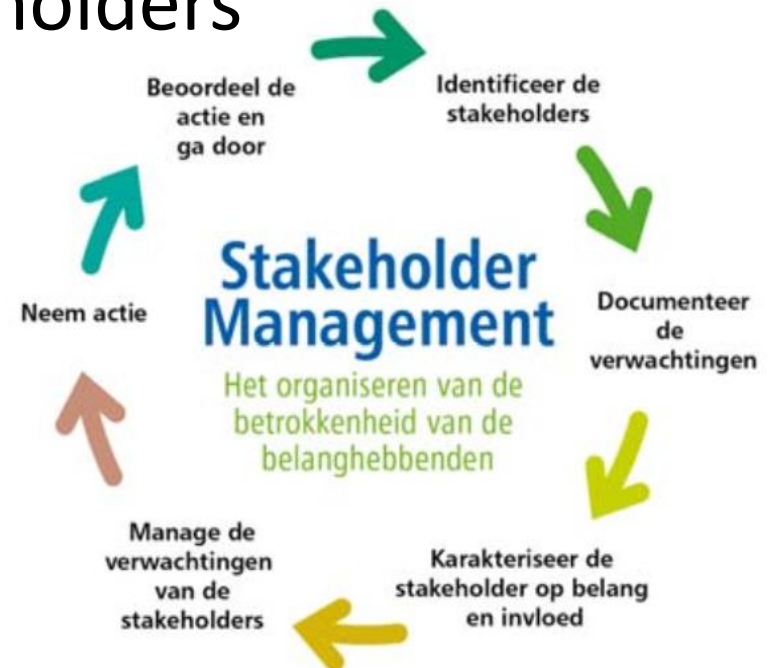 holders
Identificeer de
stakeholders
Documenteer
de
verwachtingen
Karakteriseer de
stakeholder op belang
en invloed
Manage de
verwachtingen
van de
stakeholders
Neem actie
Beoordeel de
actie en
ga door
Stakeholder
Management
Het organiseren van de
betrokkenheid van de
belanghebbenden